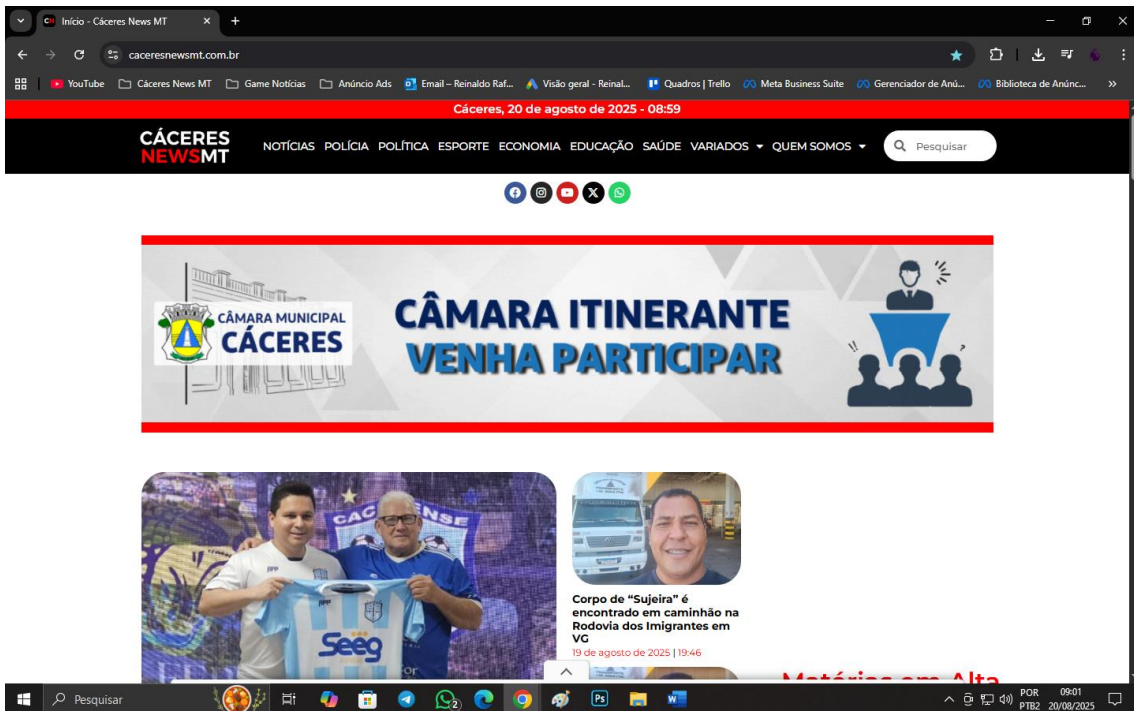 Início - Cáceres News MT
caceresnewsmt.com.br
YouTube Cáceres News MT Game Notícias Anúncio Ads Email – Reinaldo Raf... Visão geral - Reinal... Quadros | Trello Meta Business Suite Gerenciador de Anú... Biblioteca de Anúnc...
Cáceres, 20 de agosto de 2025 - 08:59
CÁCERES
NEWSMT
NOTÍCIAS POLÍCIA POLÍTICA ESPORTE ECONOMIA EDUCAÇÃO SAÚDE VARIADOS QUEM SOMOS
Pesquisar
CÂMARA MUNICIPAL
CÁCERES
CÂMARA ITINERANTE
VENHA PARTICIPAR
Seeg
Corpo de “Sujeira” é
encontrado em caminhão na
Rodovia dos Imigrantes em
VG
19 de agosto de 2025 | 19:46
Matérias em Alta
Pesquisar
POR 09:01
PTB2 20/08/2025